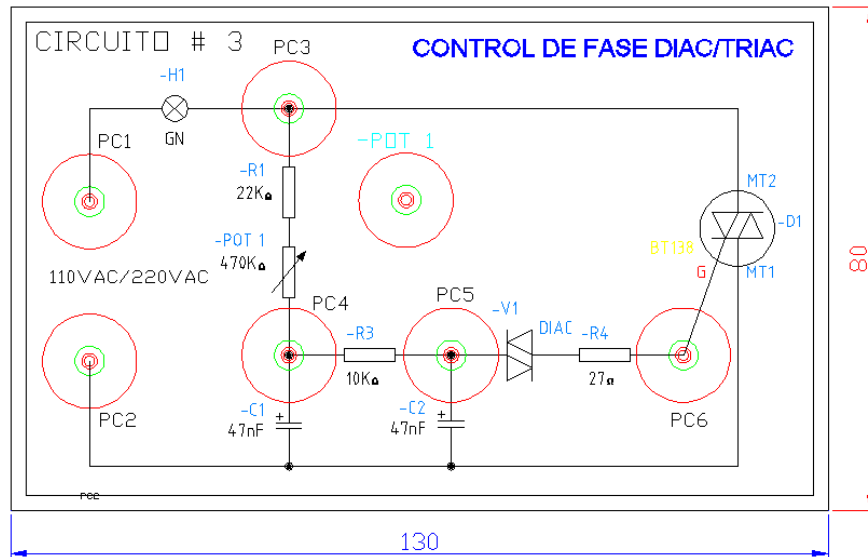 CIRCUITO # 3
PC3
CONTROL DE FASE DIAC/TRIAC
-H1
GN
PC1
-POT 1
-R1
22KΩ
MT2
-D1
-POT 1
470KΩ
BT138
G
MT1
110VAC/220VAC
PC4
PC5
-V1
DIAC
-R3
10KΩ
-R4
27Ω
PC2
-C1
47nF
-C2
47nF
PC6
PC2
130
80